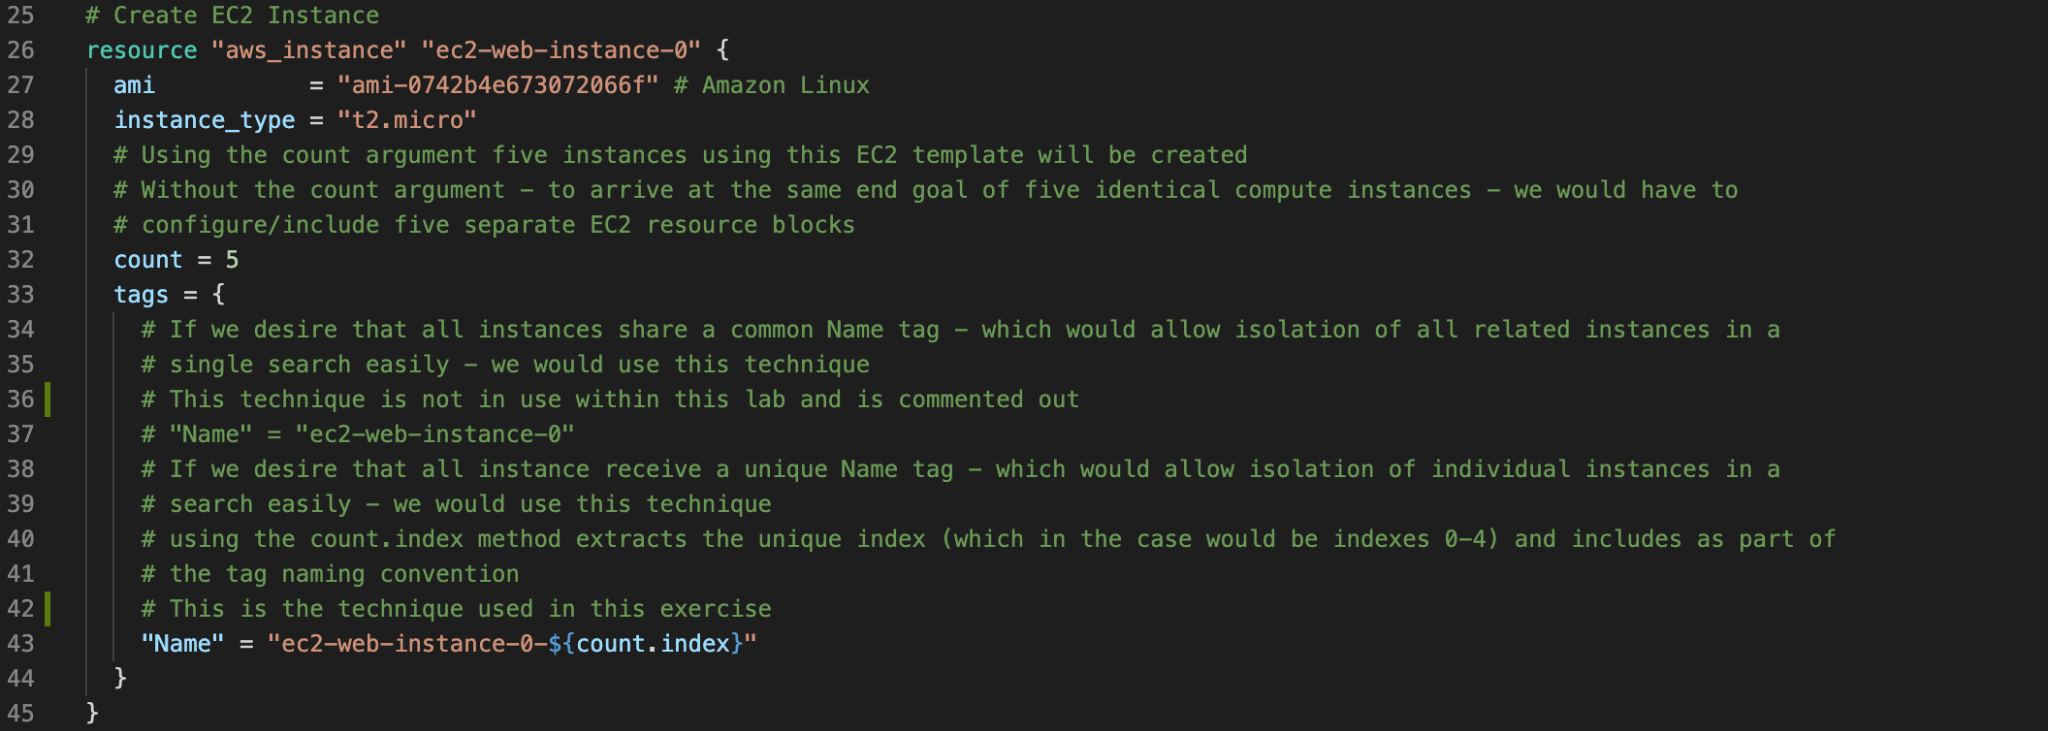 25 # Create EC2 Instance
26 resource "aws_instance" "ec2-web-instance-0" {
27   ami           = "ami-0742b4e673072066f" # Amazon Linux
28   instance_type = "t2.micro"
29   # Using the count argument five instances using this EC2 template will be created
30   # Without the count argument – to arrive at the same end goal of five identical compute instances – we would have to
31   # configure/include five separate EC2 resource blocks
32   count = 5
33   tags = {
34     # If we desire that all instances share a common Name tag – which would allow isolation of all related instances in a
35     # single search easily – we would use this technique
36     # This technique is not in use within this lab and is commented out
37     # "Name" = "ec2-web-instance-0"
38     # If we desire that all instance receive a unique Name tag – which would allow isolation of individual instances in a
39     # search easily – we would use this technique
40     # using the count.index method extracts the unique index (which in the case would be indexes 0-4) and includes as part of
41     # the tag naming convention
42     # This is the technique used in this exercise
43     "Name" = "ec2-web-instance-0-${count.index}"
44   }
45 }